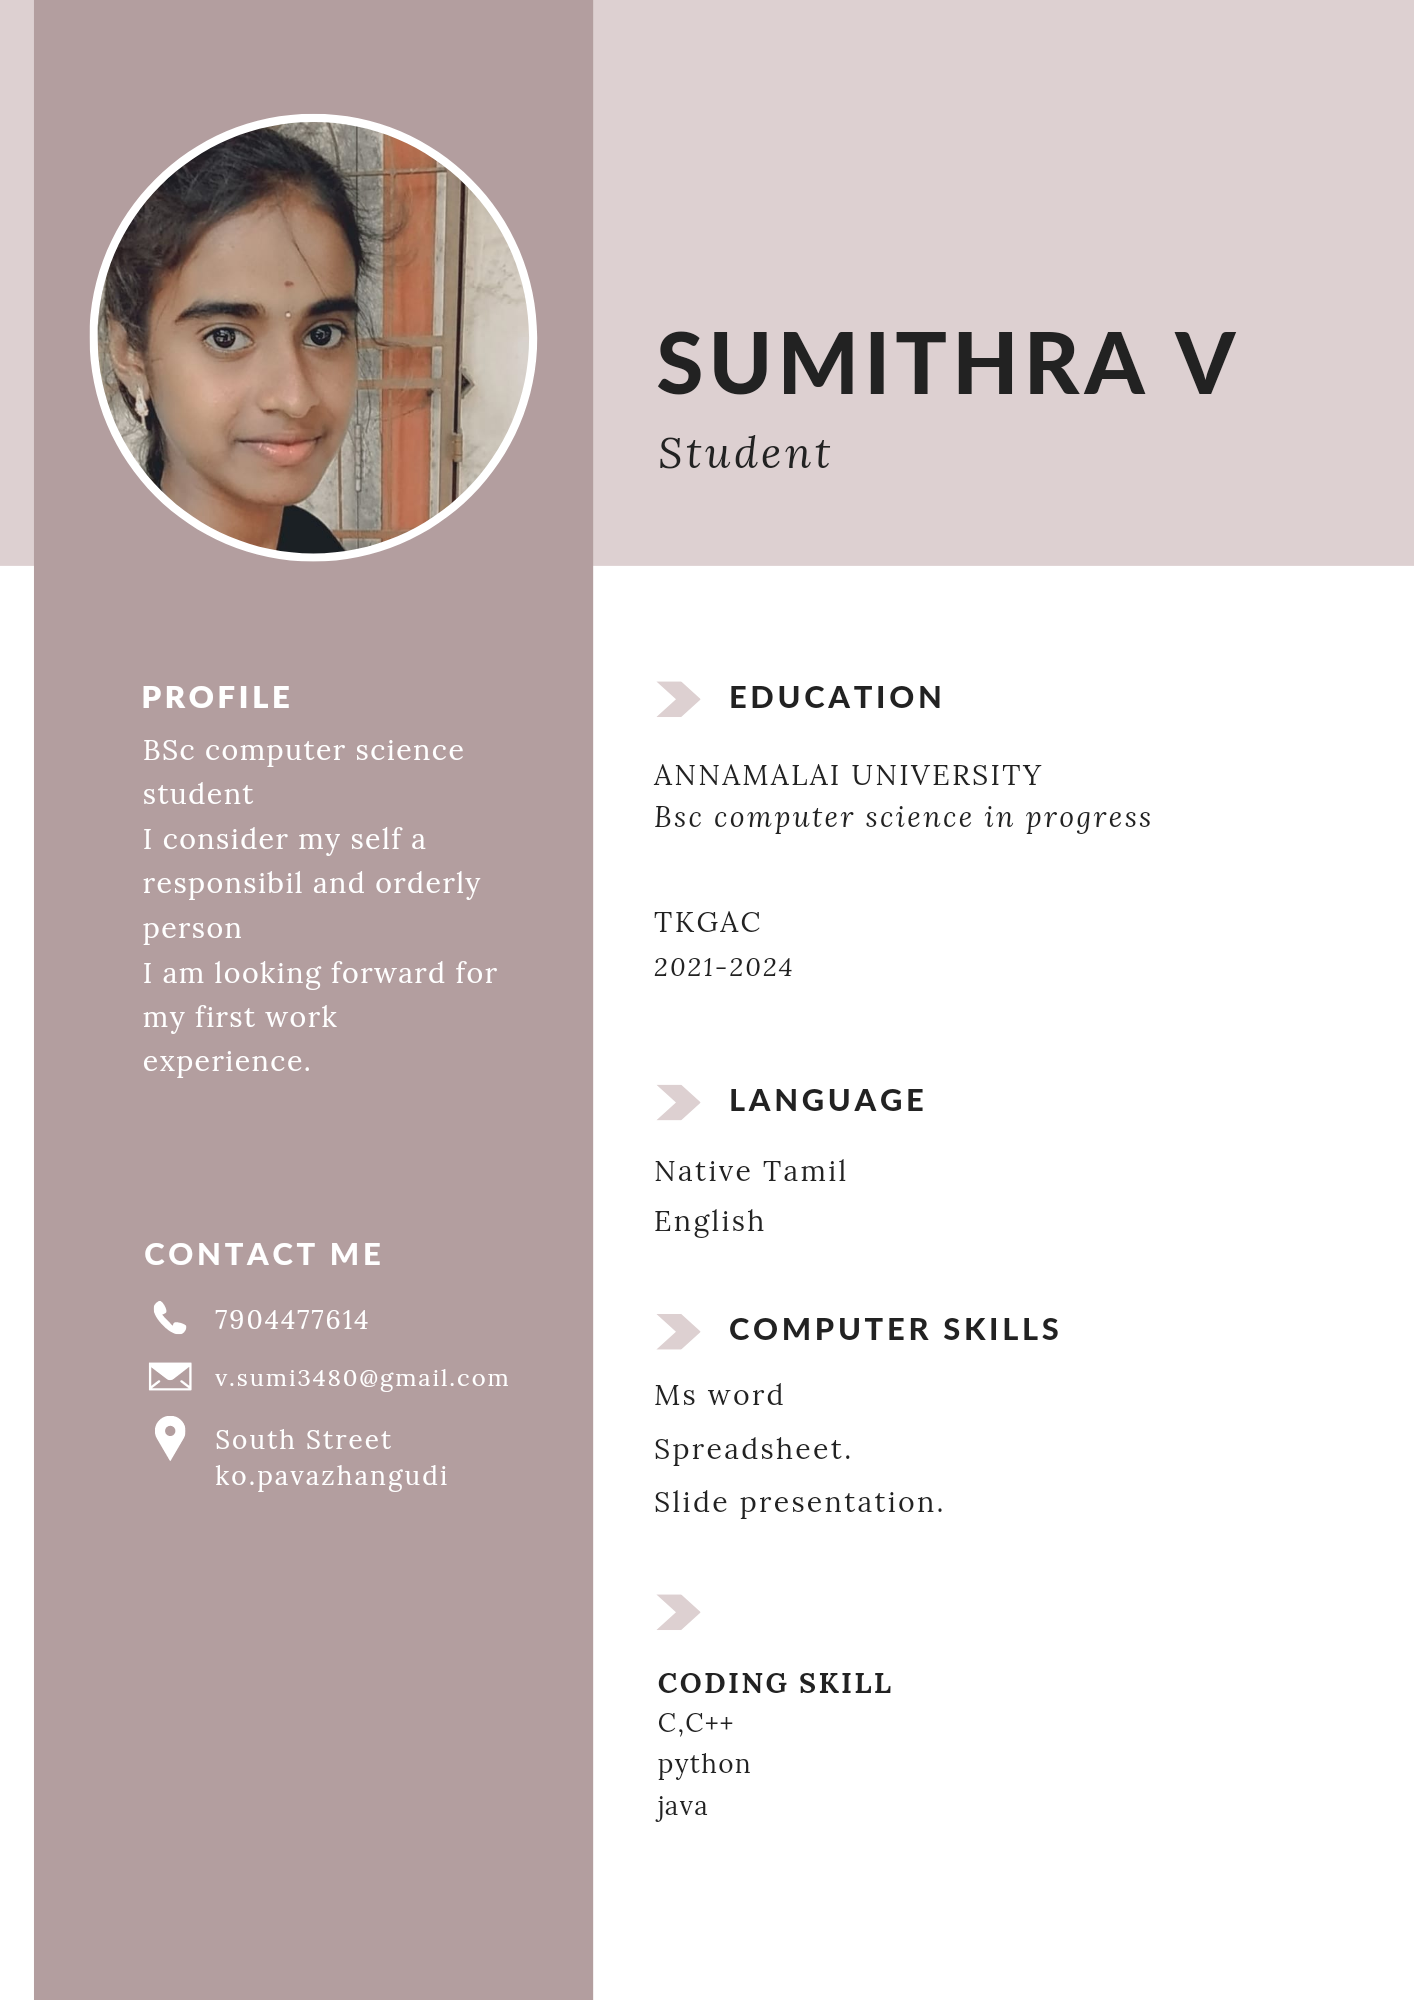 SUMITHRA V
Student
PROFILE
BSc computer science
student
I consider my self a
responsibil and orderly
person
I am looking forward for
my first work
experience.
CONTACT ME
7904477614
v.sumi3480@gmail.com
South Street
ko.pavazhangudi
EDUCATION
ANNAMALAI UNIVERSITY
Bsc computer science in progress
TKGAC
2021-2024
LANGUAGE
Native Tamil
English
COMPUTER SKILLS
Ms word
Spreadsheet.
Slide presentation.
CODING SKILL
C,C++
python
java